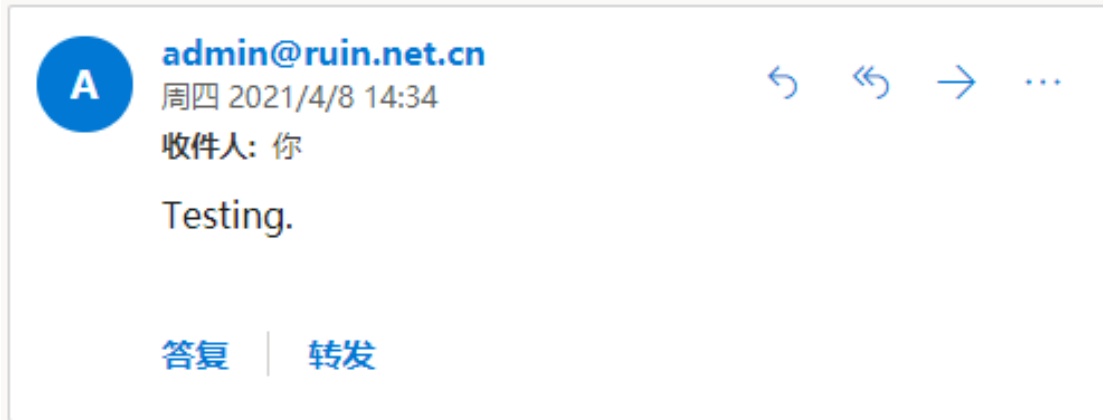 A
admin@ruin.net.cn
周四 2021/4/8 14:34
收件人: 你
Testing.
答复 转发